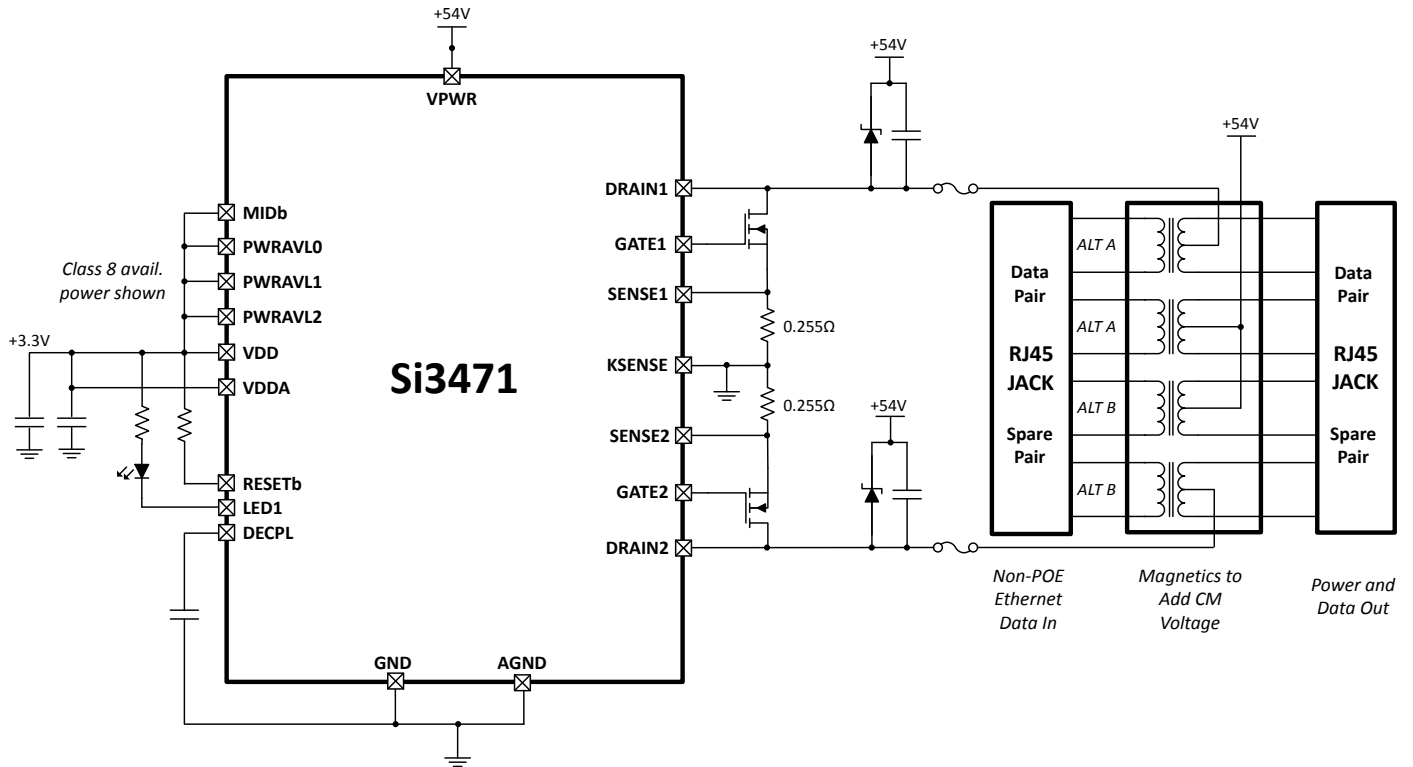 +54V
VPWR
Si3471
MIDb
PWRAVL0
PWRAVL1
PWRAVL2
VDD
VDDA
RESETb
LED1
DECPL
Class 8 avail.
power shown
+3.3V
GND
AGND
DRAIN1
GATE1
SENSE1
KSENSE
SENSE2
GATE2
DRAIN2
0.255Ω
0.255Ω
+54V
+54V
+54V
Data
Pair
RJ45
JACK
Spare
Pair
ALT A
ALT A
ALT B
ALT B
Data
Pair
RJ45
JACK
Spare
Pair
Non-POE
Ethernet
Data In
Magnetics to
Add CM
Voltage
Power and
Data Out